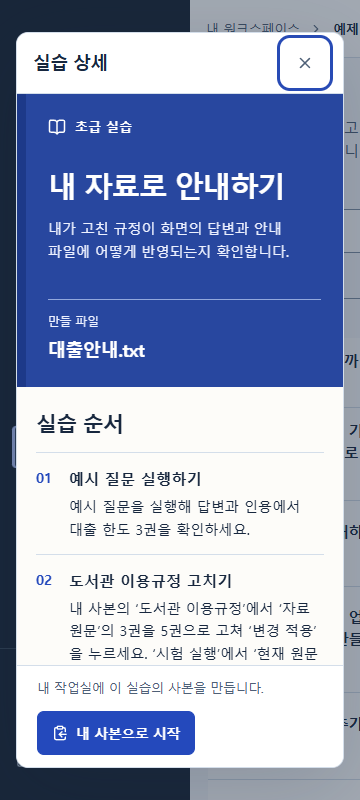 내 워크스페이스 > 예제
실습 상세
초급 실습
내 자료로 안내하기
내가 고친 규정이 화면의 답변과 안내
파일에 어떻게 반영되는지 확인합니다.
만들 파일
대출안내.txt
실습 순서
01 예시 질문 실행하기
예시 질문을 실행해 답변과 인용에서
대출 한도 3권을 확인하세요.
02 도서관 이용규정 고치기
내 사본의 ‘도서관 이용규정’에서 ‘자료
원문’의 3권을 5권으로 고쳐 ‘변경 적용’
을 누르세요. ‘시험 실행’에서 ‘현재 원문
내 작업실에 이 실습의 사본을 만듭니다.
내 사본으로 시작